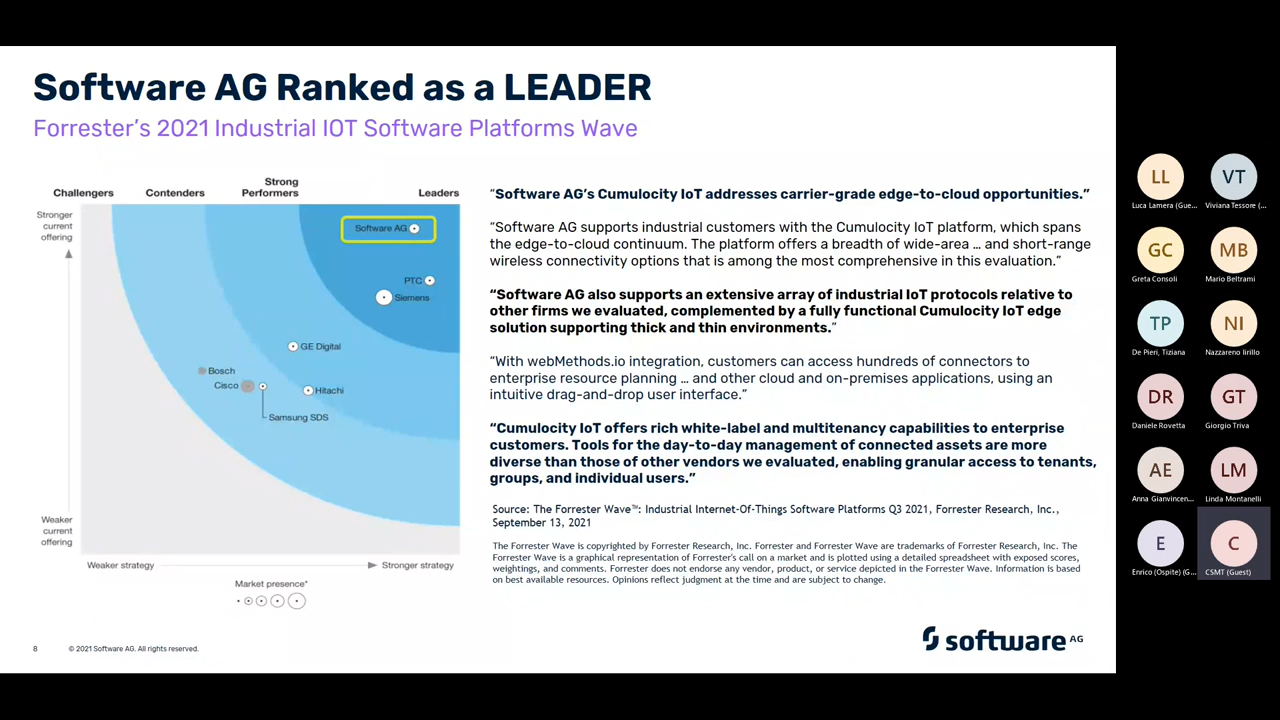 Software AG Ranked as a LEADER
Forrester's 2021 Industrial IOT Software Platforms Wave
Challengers
Contenders
Strong
Performers
Leaders
Stronger
current
offering
Software AG
PTC
Siemens
GE Digital
Bosch
Cisco
Hitachi
Samsung SDS
Weaker
current
offering
Weaker strategy
Stronger strategy
Market presence*
“Software AG's Cumulocity IoT addresses carrier-grade edge-to-cloud opportunities.”
“Software AG supports industrial customers with the Cumulocity IoT platform, which spans
the edge-to-cloud continuum. The platform offers a breadth of wide-area … and short-range
wireless connectivity options that is among the most comprehensive in this evaluation.”
“Software AG also supports an extensive array of industrial IoT protocols relative to
other firms we evaluated, complemented by a fully functional Cumulocity IoT edge
solution supporting thick and thin environments.”
“With webMethods.io integration, customers can access hundreds of connectors to
enterprise resource planning … and other cloud and on-premises applications, using an
intuitive drag-and-drop user interface.”
“Cumulocity IoT offers rich white-label and multitenancy capabilities to enterprise
customers. Tools for the day-to-day management of connected assets are more
diverse than those of other vendors we evaluated, enabling granular access to tenants,
groups, and individual users.”
Source: The Forrester Wave™: Industrial Internet-Of-Things Software Platforms Q3 2021, Forrester Research, Inc.,
September 13, 2021
The Forrester Wave is copyrighted by Forrester Research, Inc. Forrester and Forrester Wave are trademarks of Forrester Research, Inc. The
Forrester Wave is a graphical representation of Forrester's call on a market and is plotted using a detailed spreadsheet with exposed scores,
weightings, and comments. Forrester does not endorse any vendor, product, or service depicted in the Forrester Wave. Information is based
on best available resources. Opinions reflect judgment at the time and are subject to change.
8
© 2021 Software AG. All rights reserved.
software AG
LL
VT
Luca Lamera (Gue...
Viviana Tessore (...
GC
MB
Greta Consoli
Mario Beltrami
TP
NI
De Pieri, Tiziana
Nazzareno Iirillo
DR
GT
Daniele Rovetta
Giorgio Triva
AE
LM
Anna Gianvincen...
Linda Montanelli
E
C
Enrico (Ospite) (G...
CSMT (Guest)